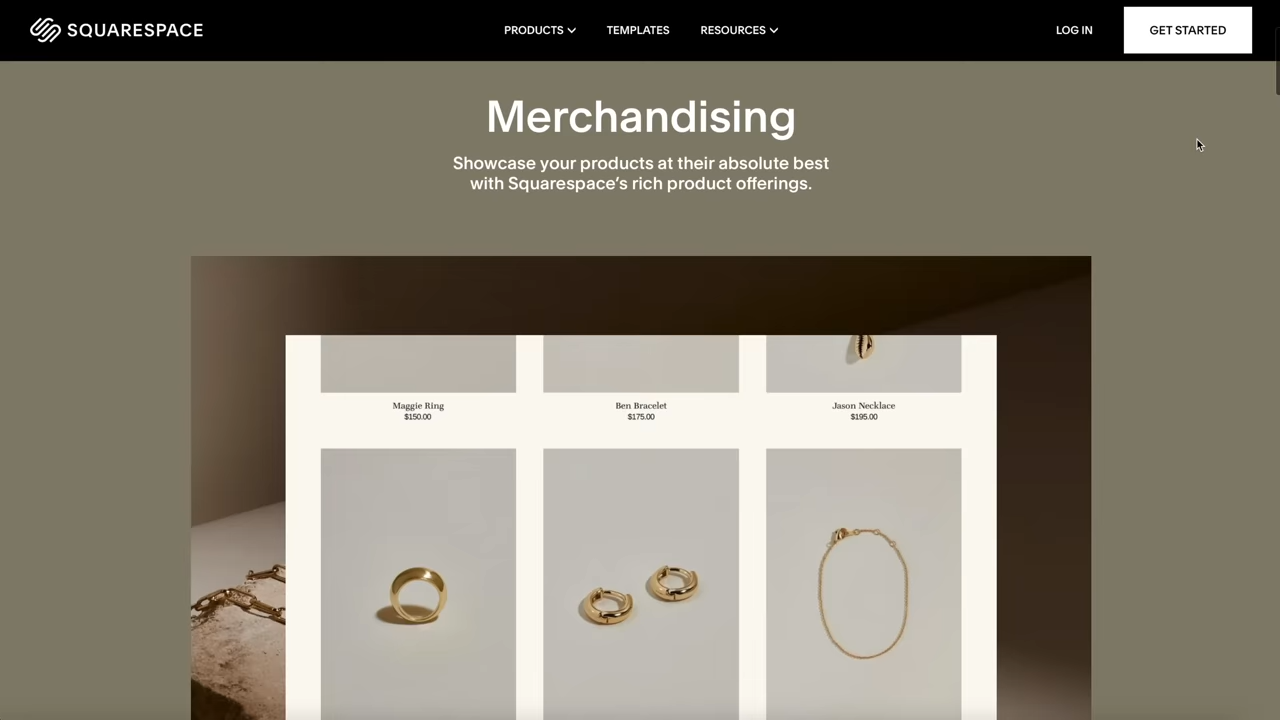 SQUARESPACE
PRODUCTS
TEMPLATES
RESOURCES
LOG IN
GET STARTED
Merchandising
Showcase your products at their absolute best
with Squarespace’s rich product offerings.
Maggie Ring
$150.00
Ben Bracelet
$175.00
Jason Necklace
$195.00